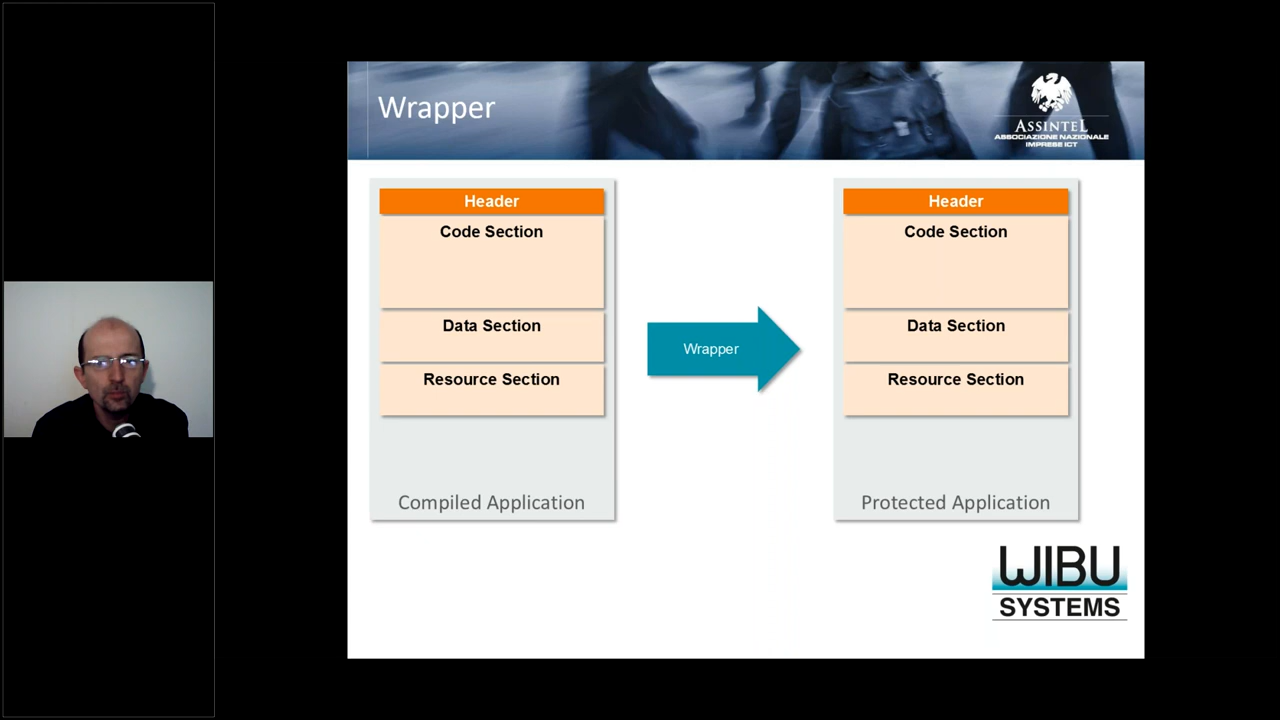 Wrapper
ASSINTEL
ASSOCIAZIONE NAZIONALE
IMPRESE ICT
Header
Code Section
Data Section
Resource Section
Compiled Application
Wrapper
Header
Code Section
Data Section
Resource Section
Protected Application
WIBU
SYSTEMS